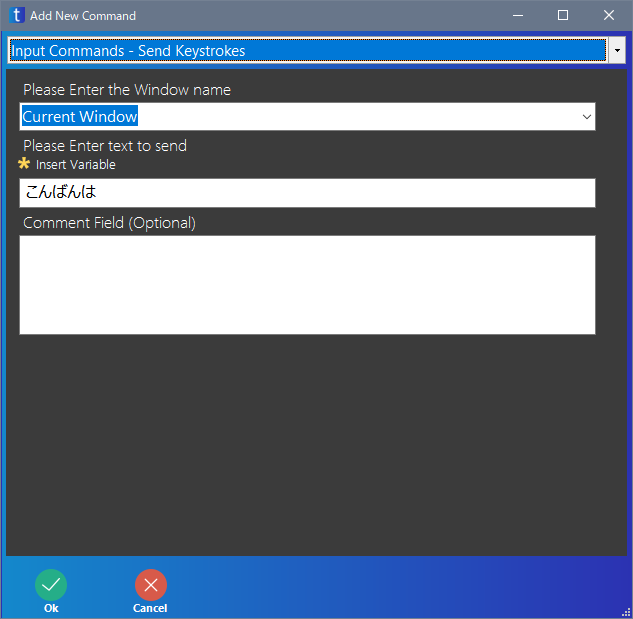 t Add New Command
Input Commands - Send Keystrokes
Please Enter the Window name
Current Window
Please Enter text to send
Insert Variable
こんばんは
Comment Field (Optional)
Ok Cancel